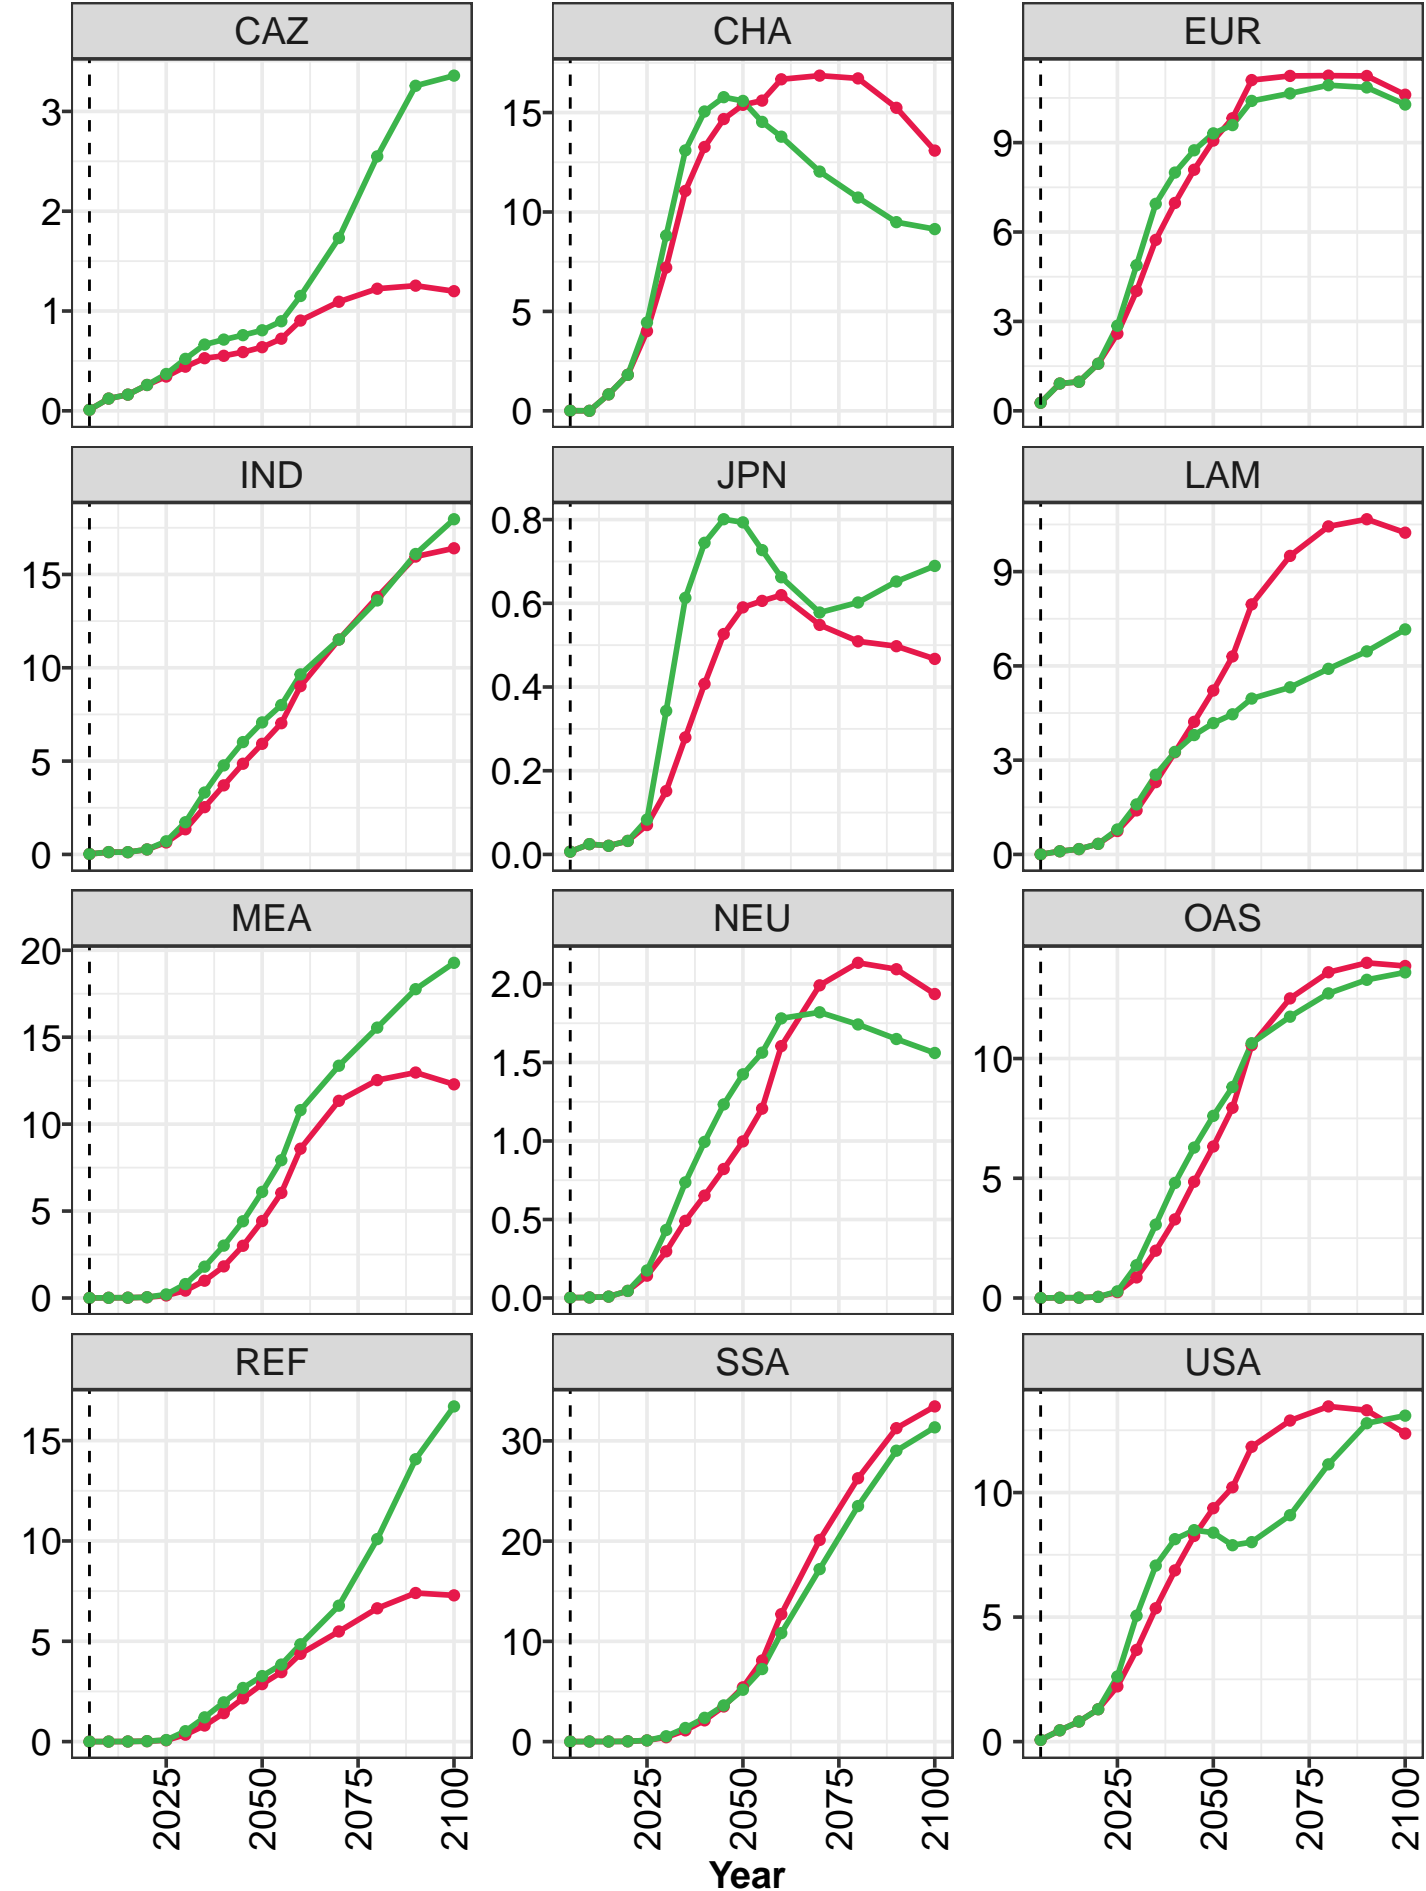 CAZ CHA EUR
3 15 9
2 10 6
1 5 3
0 0 0
IND JPN LAM
15 0.8 9
10 0.6 6
5 0.4 3
0 0.2 0
0.0
MEA NEU OAS
20 2.0 10
15 1.5 5
10 1.0 0
5 0.5
0 0.0
REF SSA USA
15 30 10
10 20 5
5 10 0
0 0
2025 2050 2075 2100 2025 2050 2075 2100 2025 2050 2075 2100
Year